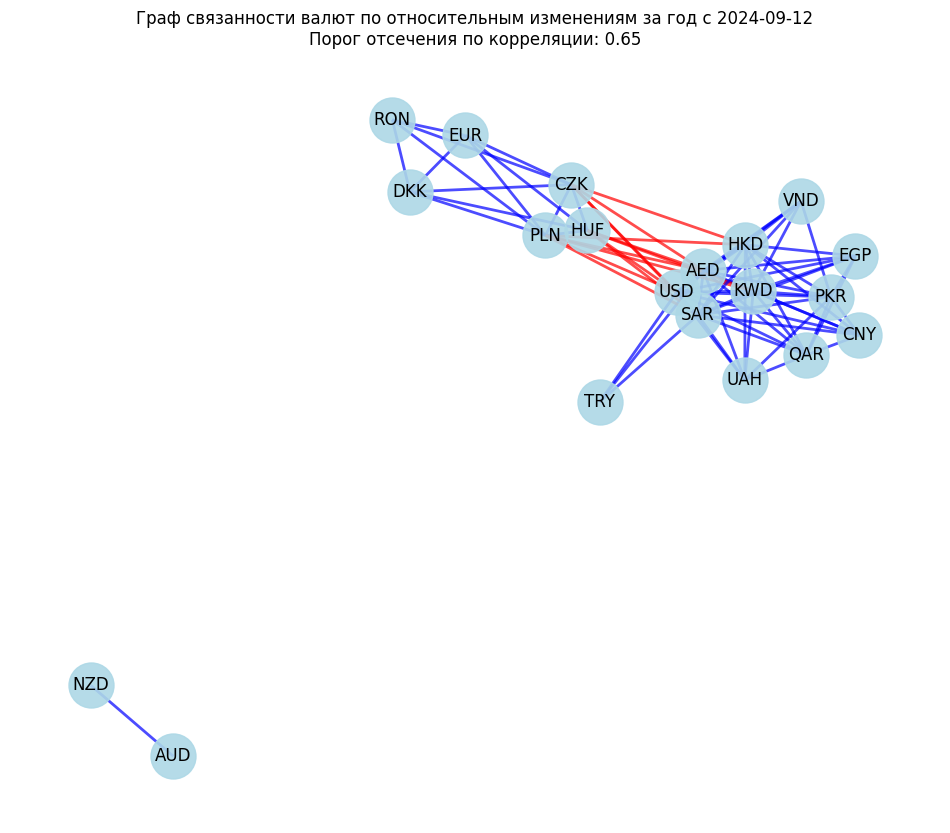 Граф связанности валют по относительным изменениям за год с 2024-09-12
Порог отсечения по корреляции: 0.65
RON
EUR
DKK
CZK
PLN
HUF
VND
HKD
EGP
AED
USD
KWD
PKR
SAR
CNY
QAR
UAH
TRY
NZD
AUD